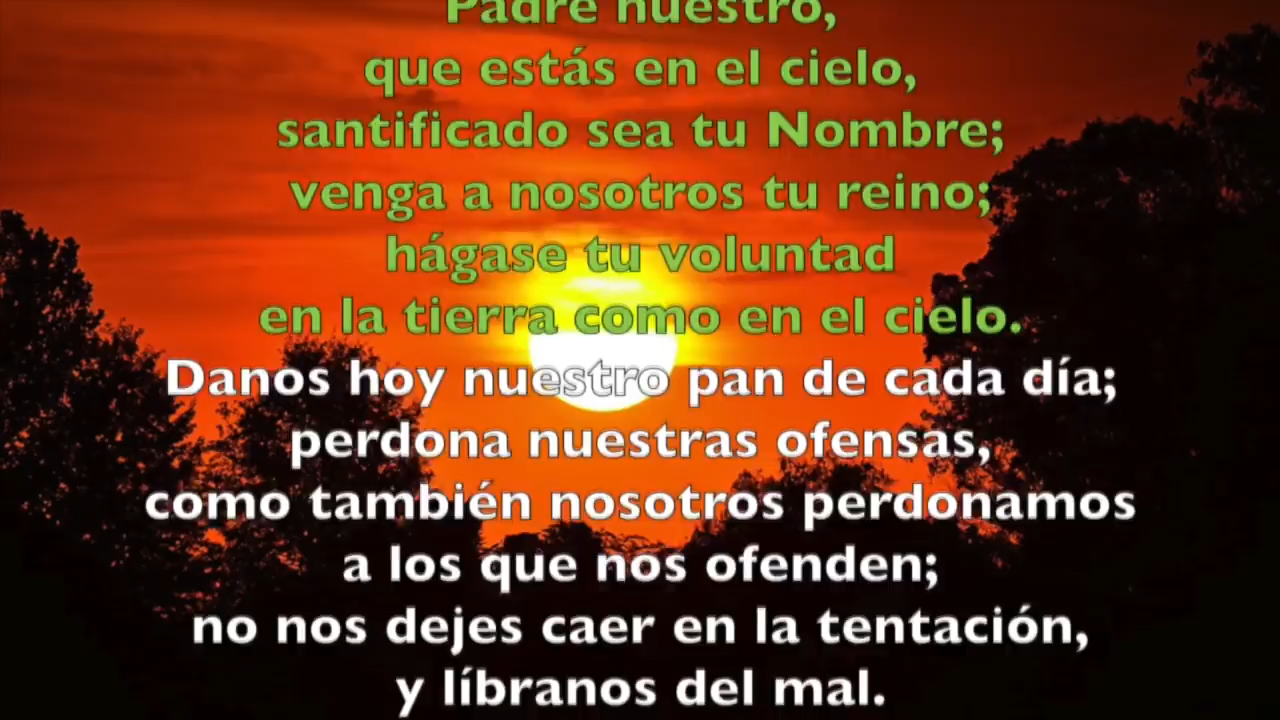 Padre nuestro,
que estás en el cielo,
santificado sea tu Nombre;
venga a nosotros tu reino;
hágase tu voluntad
en la tierra como en el cielo.
Danos hoy nuestro pan de cada día;
perdona nuestras ofensas,
como también nosotros perdonamos
a los que nos ofenden;
no nos dejes caer en la tentación,
y líbranos del mal.